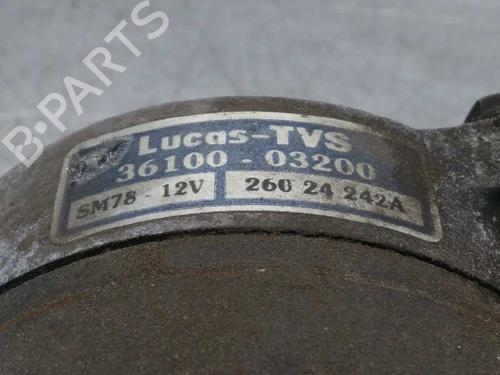 B-PARTS
Lucas-TVS
36100 - 03200
SM78 - 12V 260 24 242A